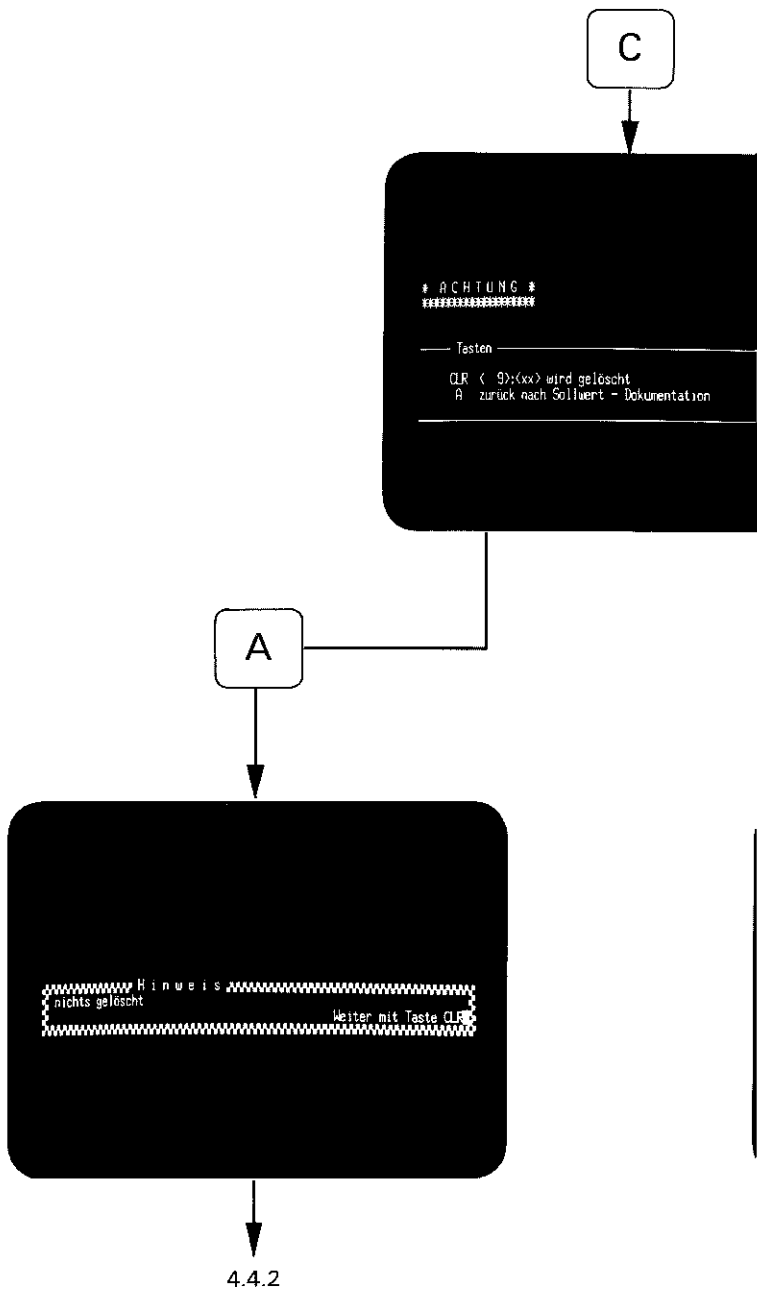 C
* ACHTUNG *
******************
Tasten
CLR < 9>:<xx> wird gelöscht
A zurück nach Sollwert - Dokumentation
A
Hinweis
nichts gelöscht
Weiter mit Taste CLR
4.4.2